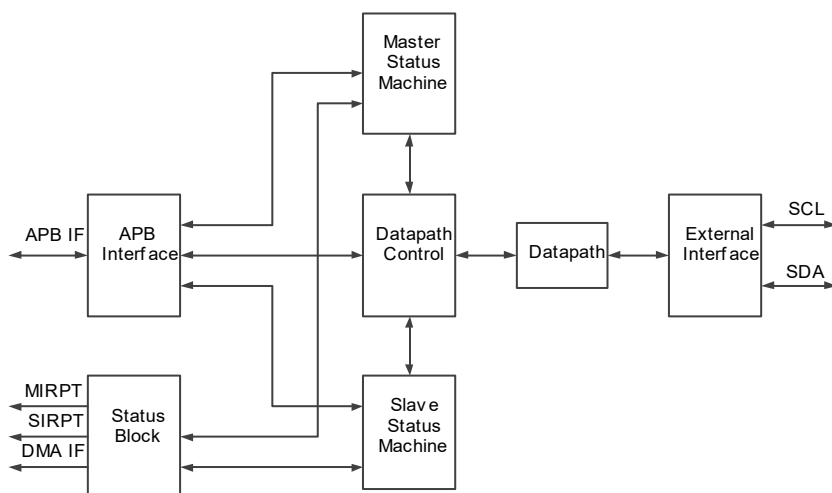 Master
Status
Machine
APB IF
APB
Interface
Datapath
Control
Datapath
External
Interface
SCL
SDA
MIRPT
SIRPT
DMA IF
Status
Block
Slave
Status
Machine